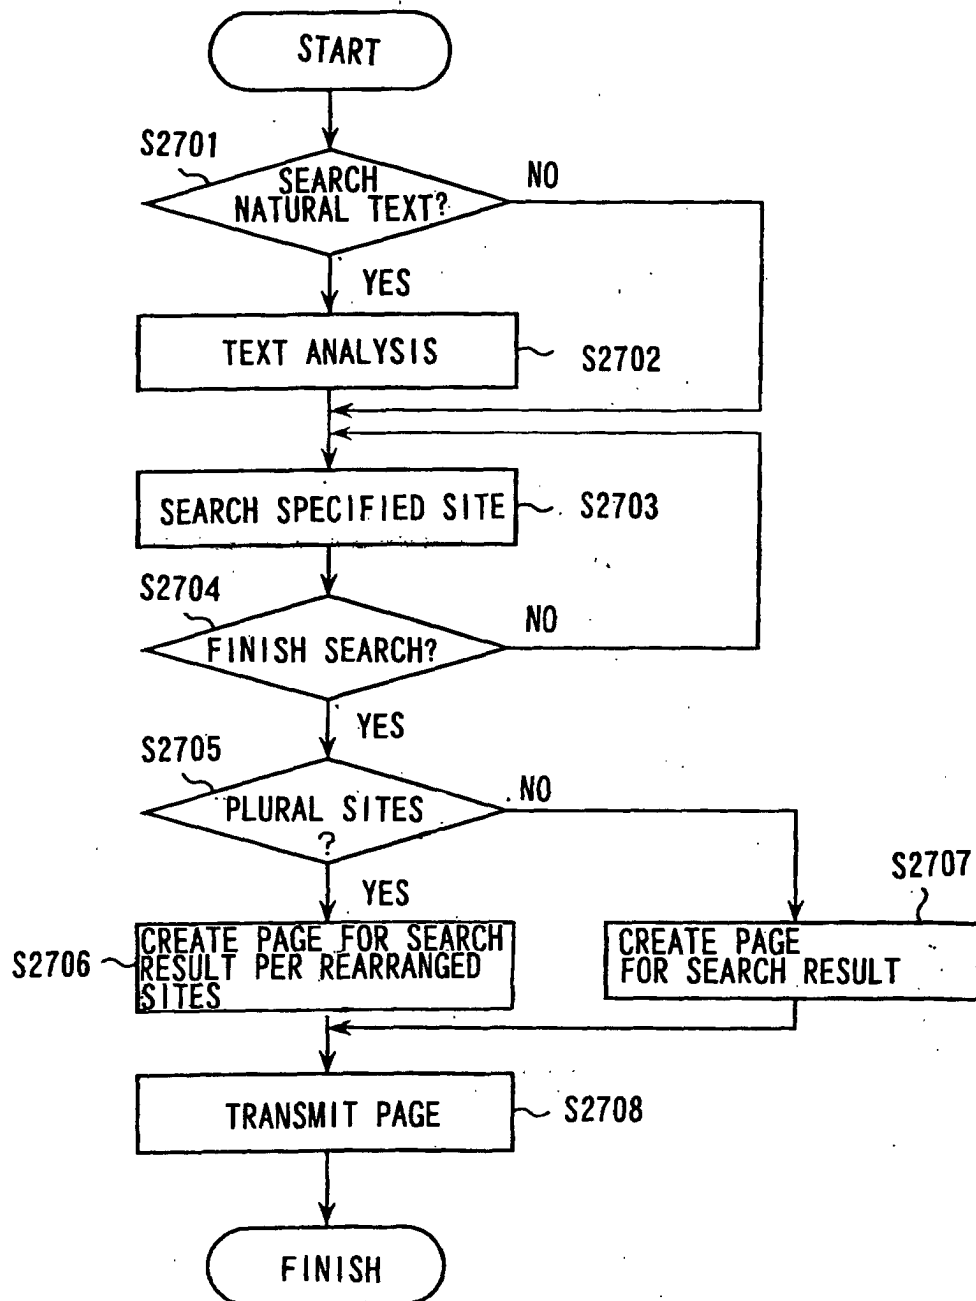 START
S2701
SEARCH
NATURAL TEXT?
NO
YES
TEXT ANALYSIS
S2702
SEARCH SPECIFIED SITE
S2703
S2704
FINISH SEARCH?
NO
YES
S2705
PLURAL SITES
?
NO
YES
S2707
S2706
CREATE PAGE FOR SEARCH
RESULT PER REARRANGED
SITES
CREATE PAGE
FOR SEARCH RESULT
TRANSMIT PAGE
S2708
FINISH